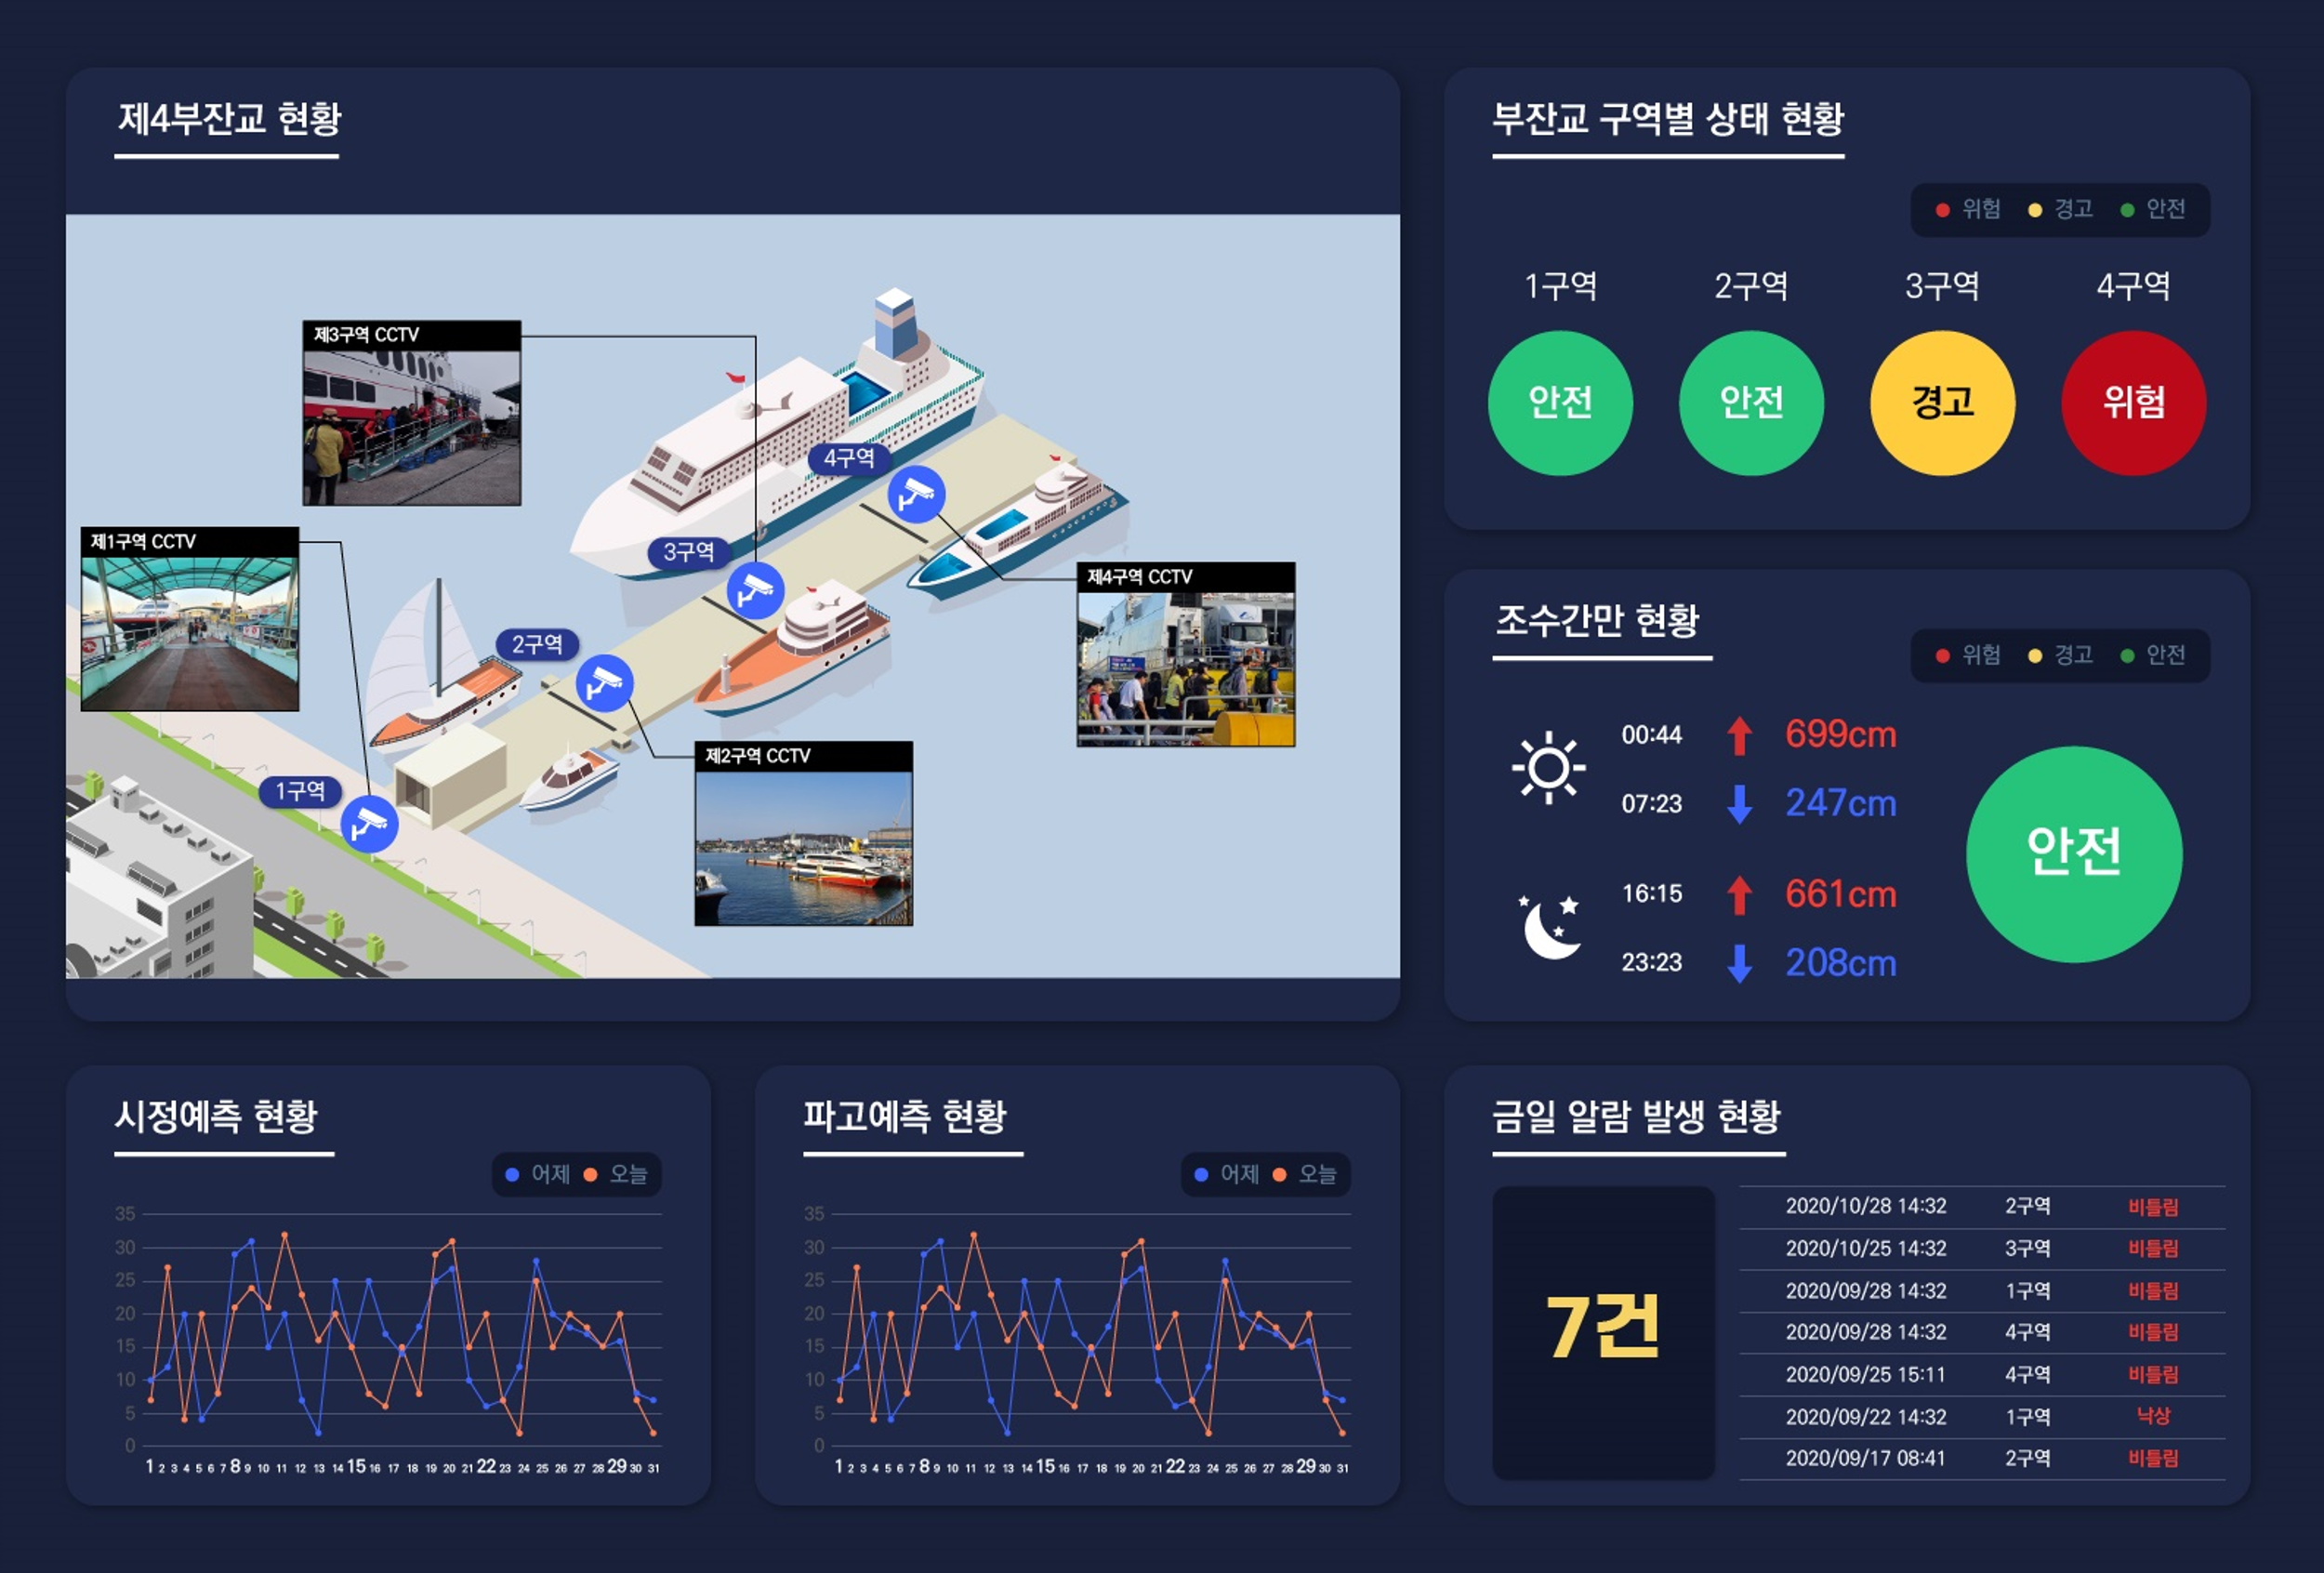 제4부잔교 현황
제3구역 CCTV
제1구역 CCTV
4구역
3구역
제4구역 CCTV
2구역
제2구역 CCTV
1구역
부잔교 구역별 상태 현황
위험 경고 안전
1구역 2구역 3구역 4구역
안전 안전 경고 위험
조수간만 현황
위험 경고 안전
00:44 699cm
07:23 247cm
안전
16:15 661cm
23:23 208cm
시정예측 현황
어제 오늘
35
30
25
20
15
10
5
0
1 2 3 4 5 6 7 8 9 10 11 12 13 14 15 16 17 18 19 20 21 22 23 24 25 26 27 28 29 30 31
파고예측 현황
어제 오늘
35
30
25
20
15
10
5
0
1 2 3 4 5 6 7 8 9 10 11 12 13 14 15 16 17 18 19 20 21 22 23 24 25 26 27 28 29 30 31
금일 알람 발생 현황
7건
2020/10/28 14:32 2구역 비틀림
2020/10/25 14:32 3구역 비틀림
2020/09/28 14:32 1구역 비틀림
2020/09/28 14:32 4구역 비틀림
2020/09/25 15:11 4구역 비틀림
2020/09/22 14:32 1구역 낙상
2020/09/17 08:41 2구역 비틀림